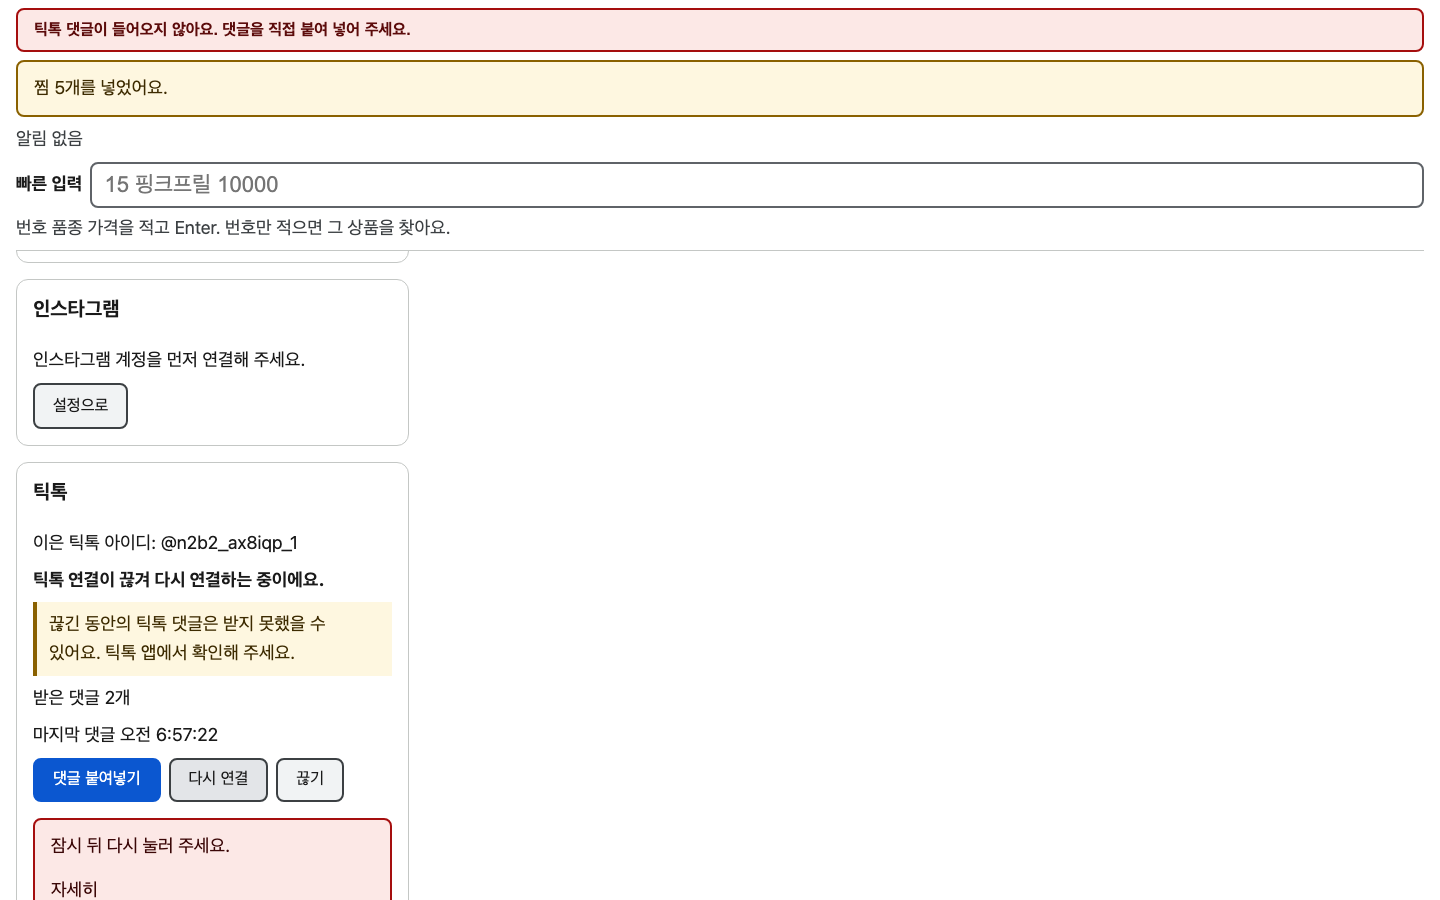 틱톡 댓글이 들어오지 않아요. 댓글을 직접 붙여 넣어 주세요.
찜 5개를 넣었어요.
알림 없음
빠른 입력
15 핑크프릴 10000
번호 품종 가격을 적고 Enter. 번호만 적으면 그 상품을 찾아요.
인스타그램
인스타그램 계정을 먼저 연결해 주세요.
설정으로
틱톡
이은 틱톡 아이디: @n2b2_ax8iqp_1
틱톡 연결이 끊겨 다시 연결하는 중이에요.
끊긴 동안의 틱톡 댓글은 받지 못했을 수
있어요. 틱톡 앱에서 확인해 주세요.
받은 댓글 2개
마지막 댓글 오전 6:57:22
댓글 붙여넣기
다시 연결
끊기
잠시 뒤 다시 눌러 주세요.
자세히